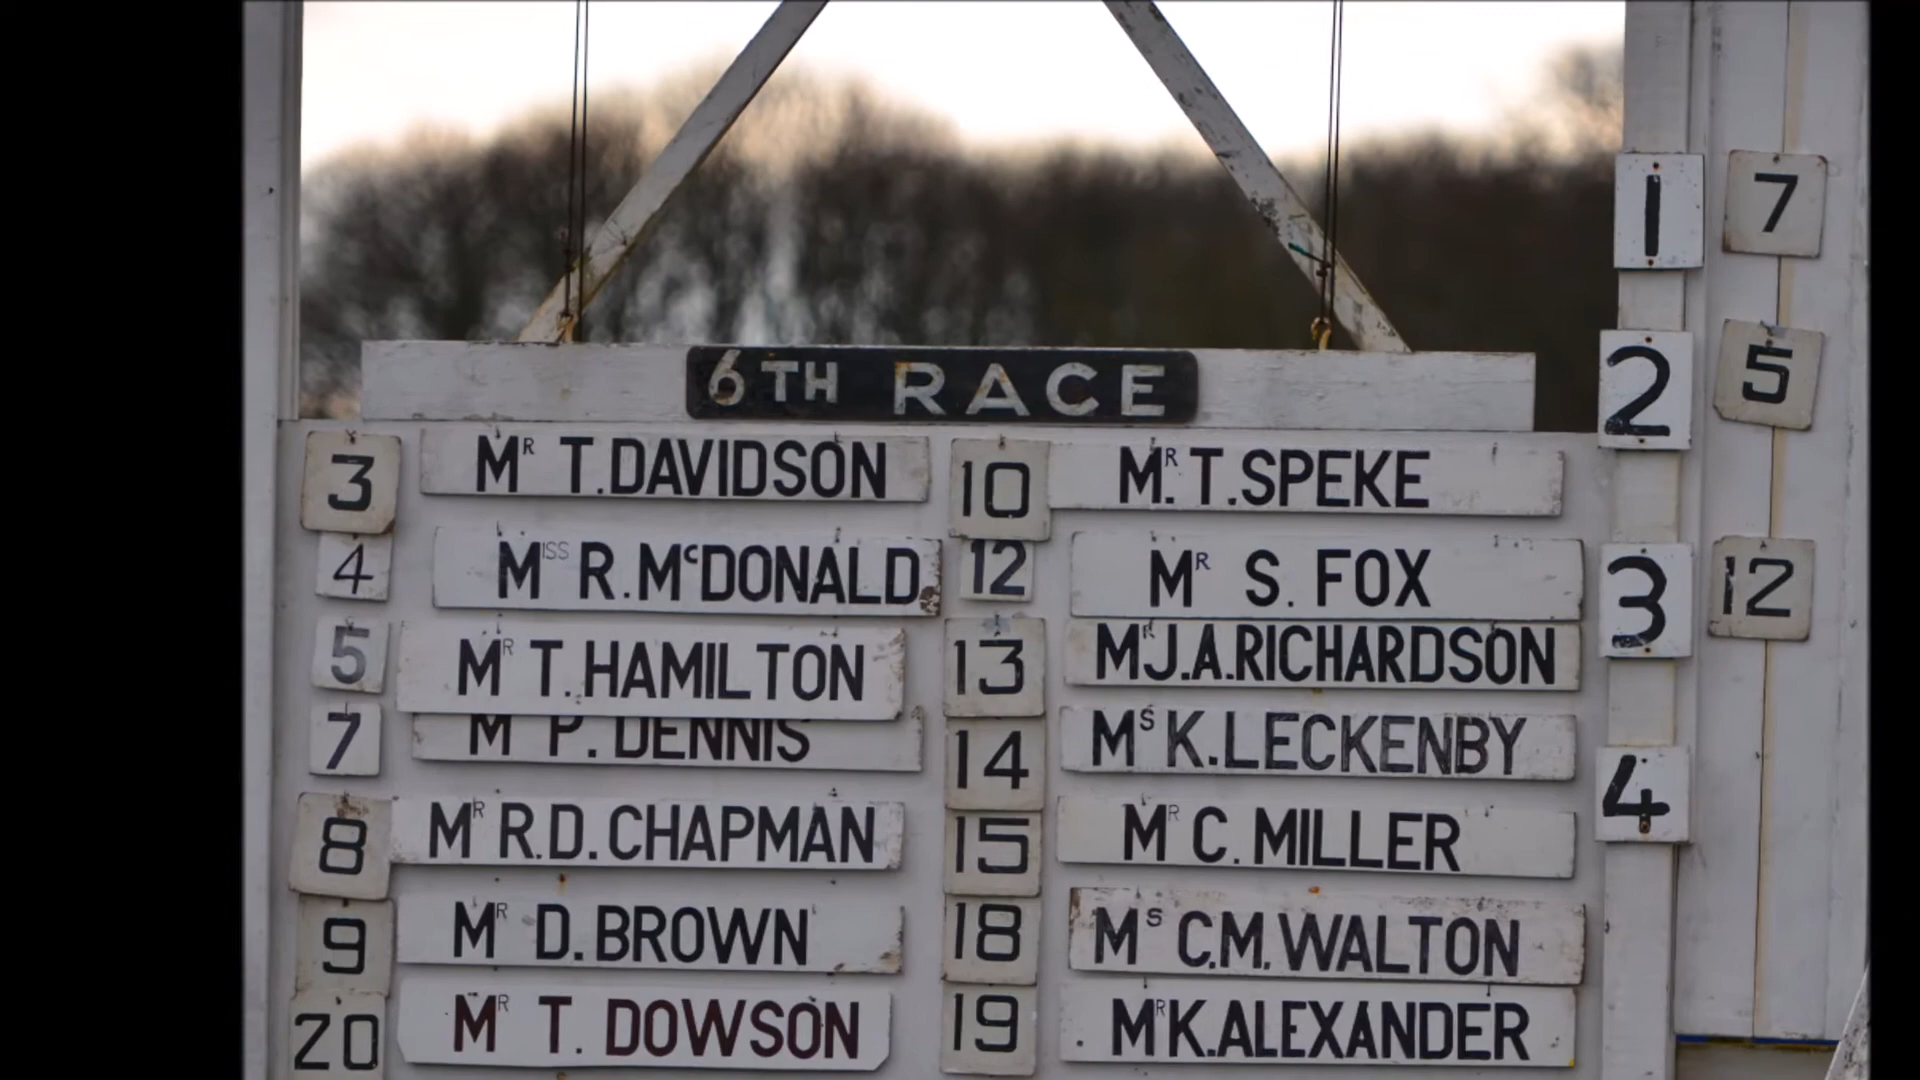 6TH RACE
3 MR T.DAVIDSON
4 MISS R.McDONALD
5 MR T.HAMILTON
7 M P. DENNIS
8 MR R.D.CHAPMAN
9 MR D.BROWN
20 MR T. DOWSON
10 MR. T.SPEKE
12 MR S. FOX
13 MR J.A.RICHARDSON
14 MS K.LECKENBY
15 MR C.MILLER
18 MS C.M.WALTON
19 MR K.ALEXANDER
1 7
2 5
3 12
4